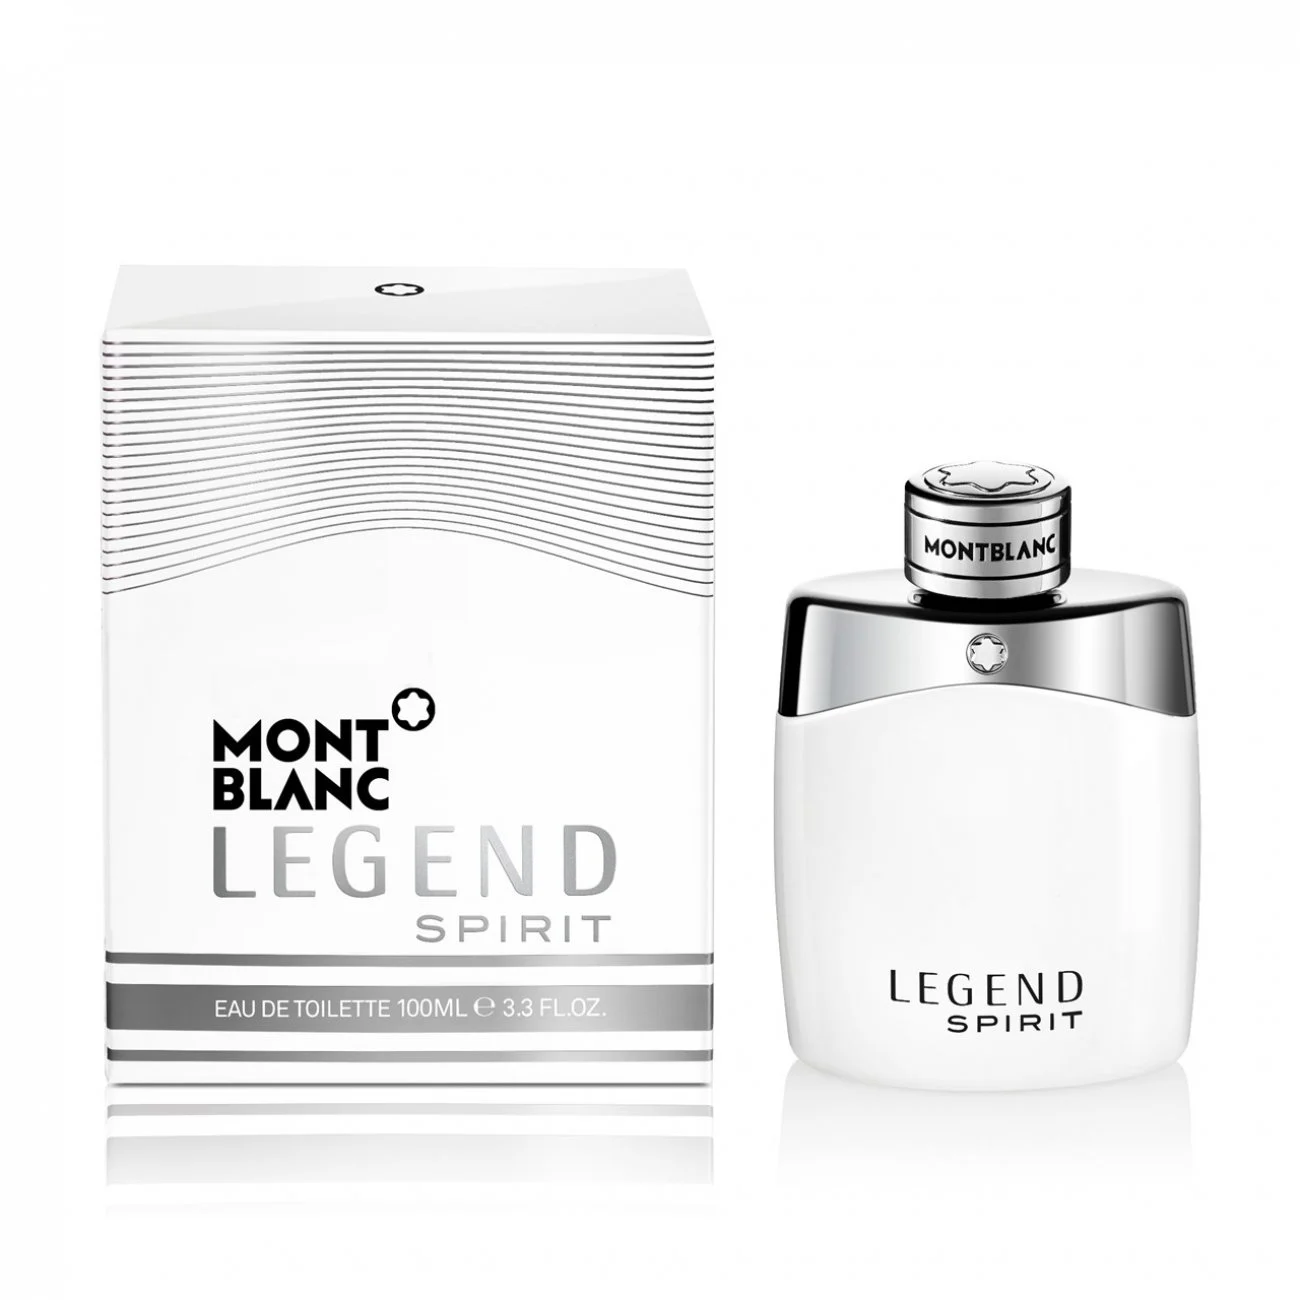 MONT
BLANC
LEGEND
SPIRIT
EAU DE TOILETTE 100ML ℮ 3.3 FL.OZ.
MONTBLANC
LEGEND
SPIRIT